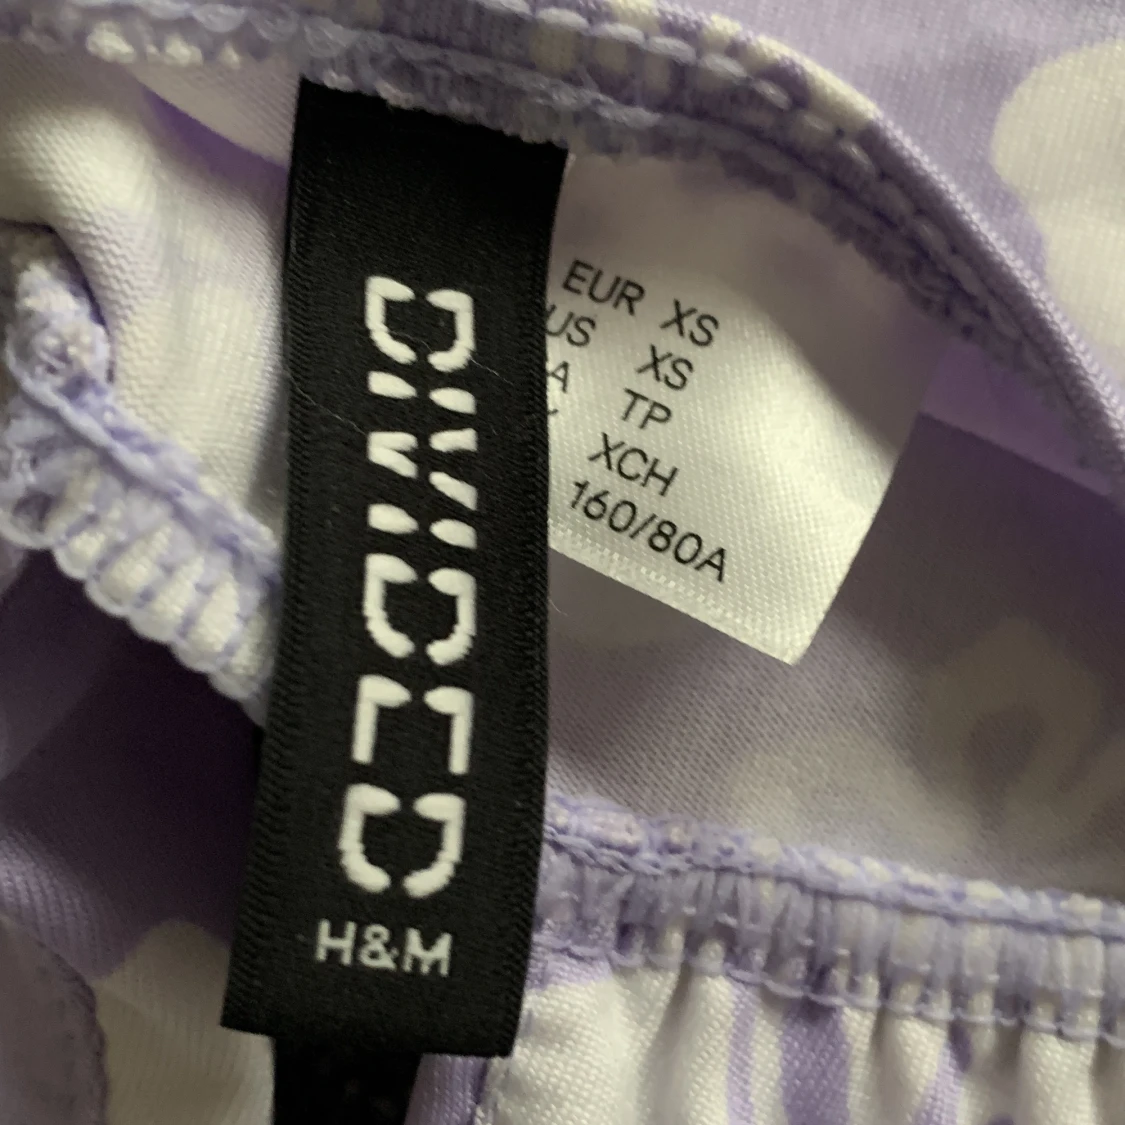 DIVIDED
H&M
EUR XS
US XS
TP
XCH
160/80A